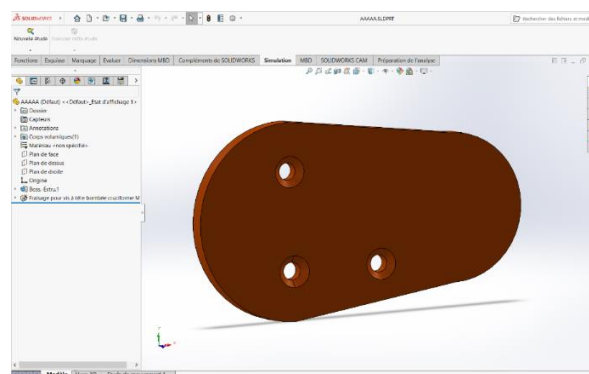 SOLIDWORKS
AAAAA.SLDPRT
Rechercher des fichiers et modè
Nouvelle étude
Fonctions Esquisse Marquage Evaluer Dimensions MBD Compléments de SOLIDWORKS Simulation MBD SOLIDWORKS CAM Préparation de l'analyse
AAAAA (Défaut) <<Défaut>_Etat d'affichage 1>
Dossier
Capteurs
Annotations
Corps volumiques(1)
Matériau <non spécifié>
Plan de face
Plan de dessus
Plan de droite
Origine
Boss.-Extru.1
Fraisage pour vis à tête bombée cruciforme M
Modèle